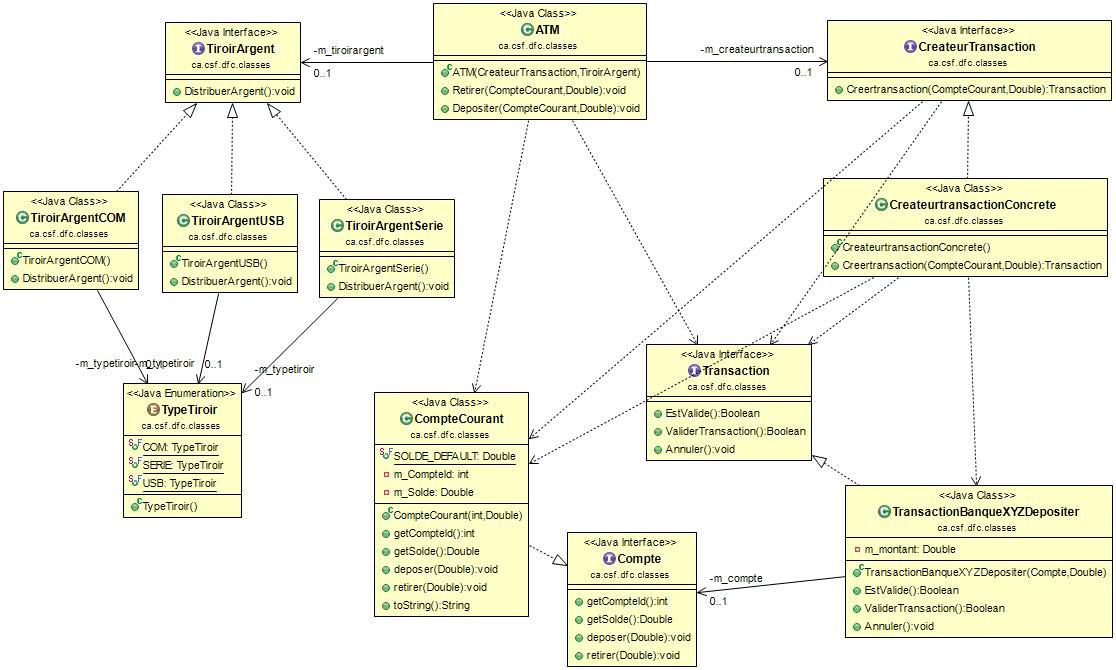 <<Java Interface>>
TiroirArgent
ca.csf.dfc.classes
DistribuerArgent():void
-m_tiroirargent
0..1
<<Java Class>>
ATM
ca.csf.dfc.classes
ATM(CreateurTransaction,TiroirArgent)
Retirer(CompteCourant,Double):void
Depositer(CompteCourant,Double):void
-m_createurtransaction
0..1
<<Java Interface>>
CreateurTransaction
ca.csf.dfc.classes
Creertransaction(CompteCourant,Double):Transaction
<<Java Class>>
TiroirArgentCOM
ca.csf.dfc.classes
TiroirArgentCOM()
DistribuerArgent():void
<<Java Class>>
TiroirArgentUSB
ca.csf.dfc.classes
TiroirArgentUSB()
DistribuerArgent():void
<<Java Class>>
TiroirArgentSerie
ca.csf.dfc.classes
TiroirArgentSerie()
DistribuerArgent():void
<<Java Class>>
CreateurtransactionConcrete
ca.csf.dfc.classes
CreateurtransactionConcrete()
Creertransaction(CompteCourant,Double):Transaction
-m_typetiroir
0..1
-m_typetiroir
0..1
-m_typetiroir
0..1
<<Java Enumeration>>
TypeTiroir
ca.csf.dfc.classes
COM: TypeTiroir
SERIE: TypeTiroir
USB: TypeTiroir
TypeTiroir()
<<Java Class>>
CompteCourant
ca.csf.dfc.classes
SOLDE_DEFAULT: Double
m_CompteId: int
m_Solde: Double
CompteCourant(int,Double)
getCompteId():int
getSolde():Double
deposer(Double):void
retirer(Double):void
toString():String
<<Java Interface>>
Transaction
ca.csf.dfc.classes
EstValide():Boolean
ValiderTransaction():Boolean
Annuler():void
<<Java Interface>>
Compte
ca.csf.dfc.classes
getCompteId():int
getSolde():Double
deposer(Double):void
retirer(Double):void
-m_compte
0..1
<<Java Class>>
TransactionBanqueXYZDepositer
ca.csf.dfc.classes
m_montant: Double
TransactionBanqueXYZDepositer(Compte,Double)
EstValide():Boolean
ValiderTransaction():Boolean
Annuler():void